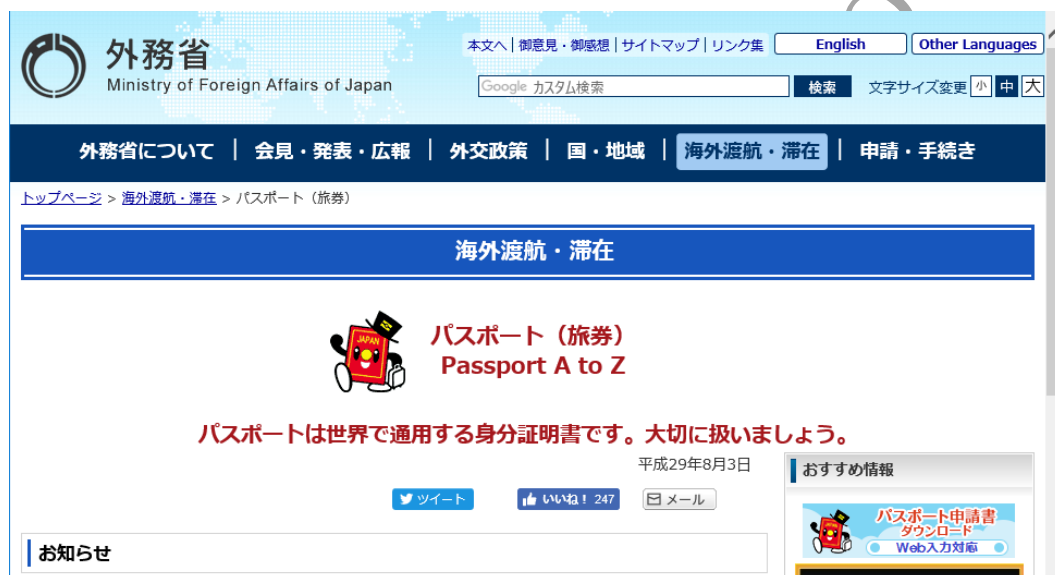 外務省
Ministry of Foreign Affairs of Japan
本文へ | 御意見・御感想 | サイトマップ | リンク集
English
Other Languages
Google カスタム検索
検索
文字サイズ変更 小 中 大
外務省について | 会見・発表・広報 | 外交政策 | 国・地域 | 海外渡航・滞在 | 申請・手続き
トップページ > 海外渡航・滞在 > パスポート（旅券）
海外渡航・滞在
JAPAN
パスポート（旅券）
Passport A to Z
パスポートは世界で通用する身分証明書です。大切に扱いましょう。
平成29年8月3日
ツイート
いいね！ 247
メール
お知らせ
おすすめ情報
パスポート申請書
ダウンロード
Web入力対応